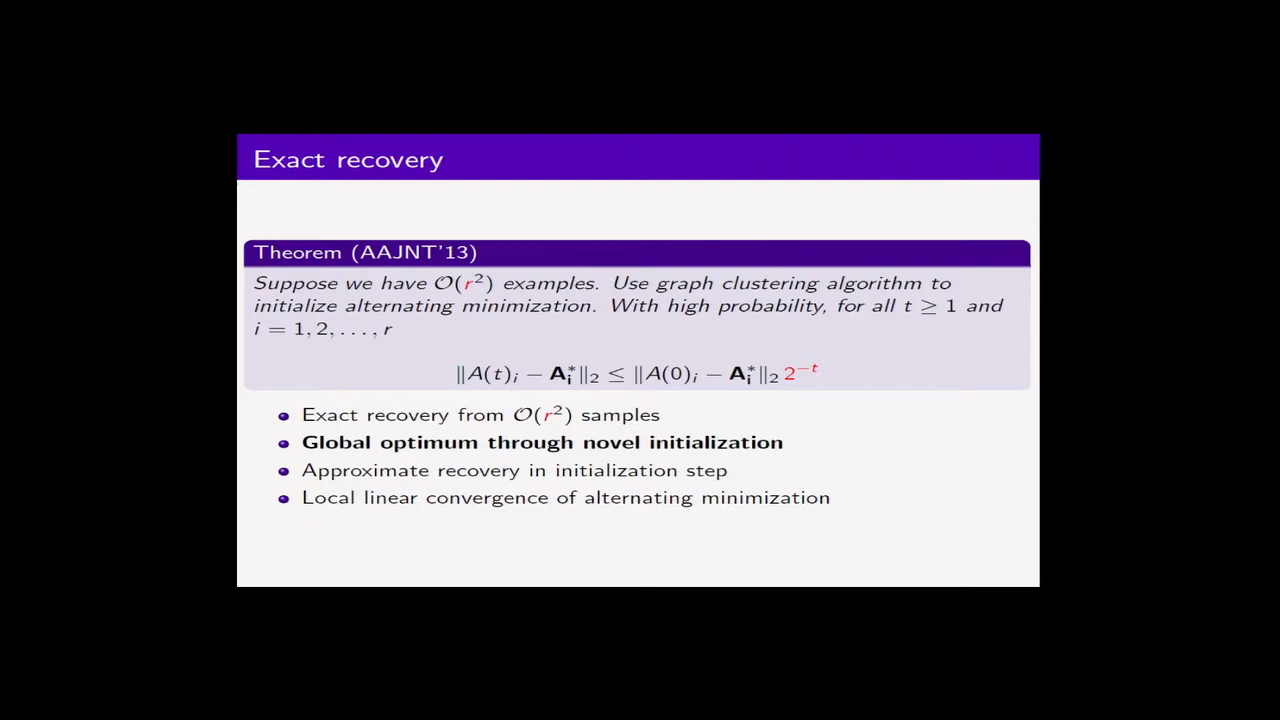 Exact recovery
Theorem (AAJNT'13)
Suppose we have 𝒪(r²) examples. Use graph clustering algorithm to
initialize alternating minimization. With high probability, for all t ≥ 1 and
i = 1, 2, . . . , r
‖A(t)ᵢ − A*ᵢ‖₂ ≤ ‖A(0)ᵢ − A*ᵢ‖₂ 2⁻ᵗ
Exact recovery from 𝒪(r²) samples
Global optimum through novel initialization
Approximate recovery in initialization step
Local linear convergence of alternating minimization